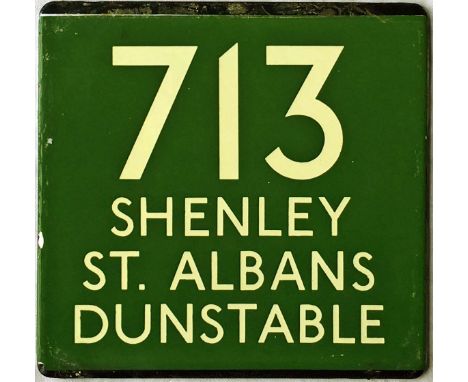 713
SHENLEY
ST. ALBANS
DUNSTABLE